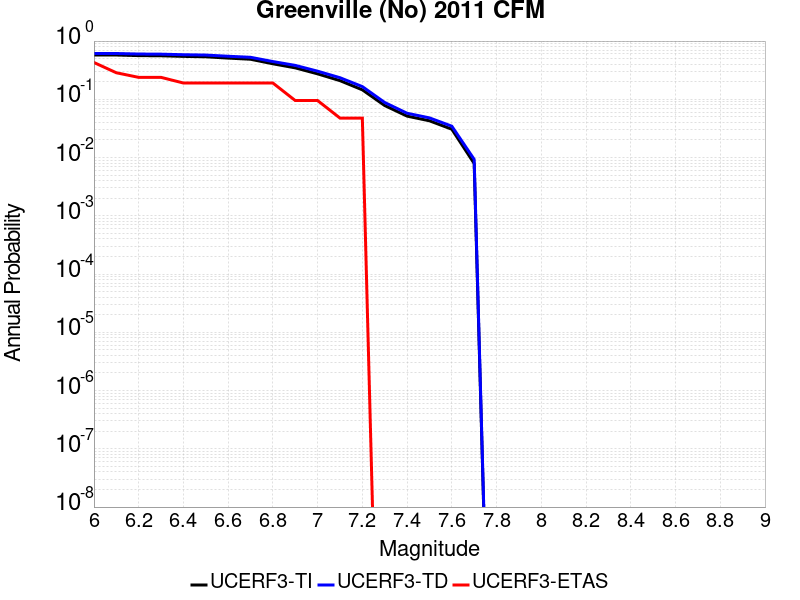 Greenville (No) 2011 CFM
10^0
10^-1
10^-2
10^-3
10^-4
10^-5
10^-6
10^-7
10^-8
Annual Probability
6 6.2 6.4 6.6 6.8 7 7.2 7.4 7.6 7.8 8 8.2 8.4 8.6 8.8 9
Magnitude
UCERF3-TI UCERF3-TD UCERF3-ETAS